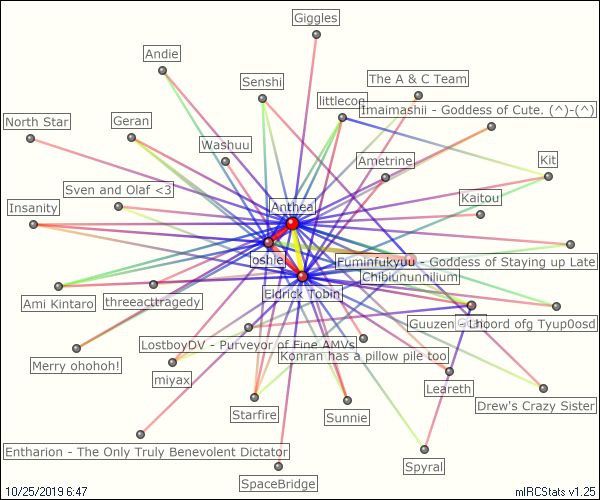 Giggles
Andie
Senshi
The A & C Team
littlecoe
Imaimashii - Goddess of Cute. (^)-(^)
North Star
Geran
Washuu
Ametrine
Kit
Sven and Olaf <3
Kaitou
Insanity
Anthea
Joshie
Fuminfukyuu - Goddess of Staying up Late
Chibiununnilium
Eldrick Tobin
Ami Kintaro
threeacttragedy
Guuzen
ofg Tyup0osd
LostboyDV - Purveyor of Fine AMVs
Konran has a pillow pile too
Merry ohohoh!
miyax
Leareth
Starfire
Sunnie
Drew's Crazy Sister
Entharion - The Only Truly Benevolent Dictator
Spyral
SpaceBridge
10/25/2019 6:47
mIRCStats v1.25